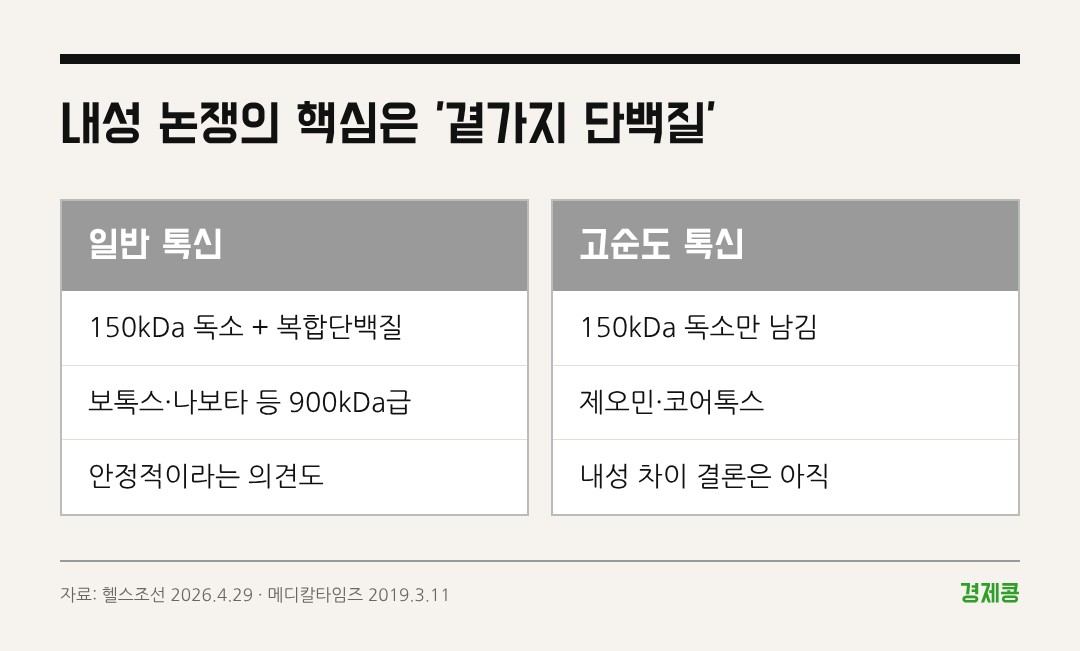 내성 논쟁의 핵심은 '곁가지 단백질'
일반 톡신
150kDa 독소 + 복합단백질
보톡스·나보타 등 900kDa급
안정적이라는 의견도
고순도 톡신
150kDa 독소만 남김
제오민·코어톡스
내성 차이 결론은 아직
자료: 헬스조선 2026.4.29 · 메디칼타임즈 2019.3.11
경제콩